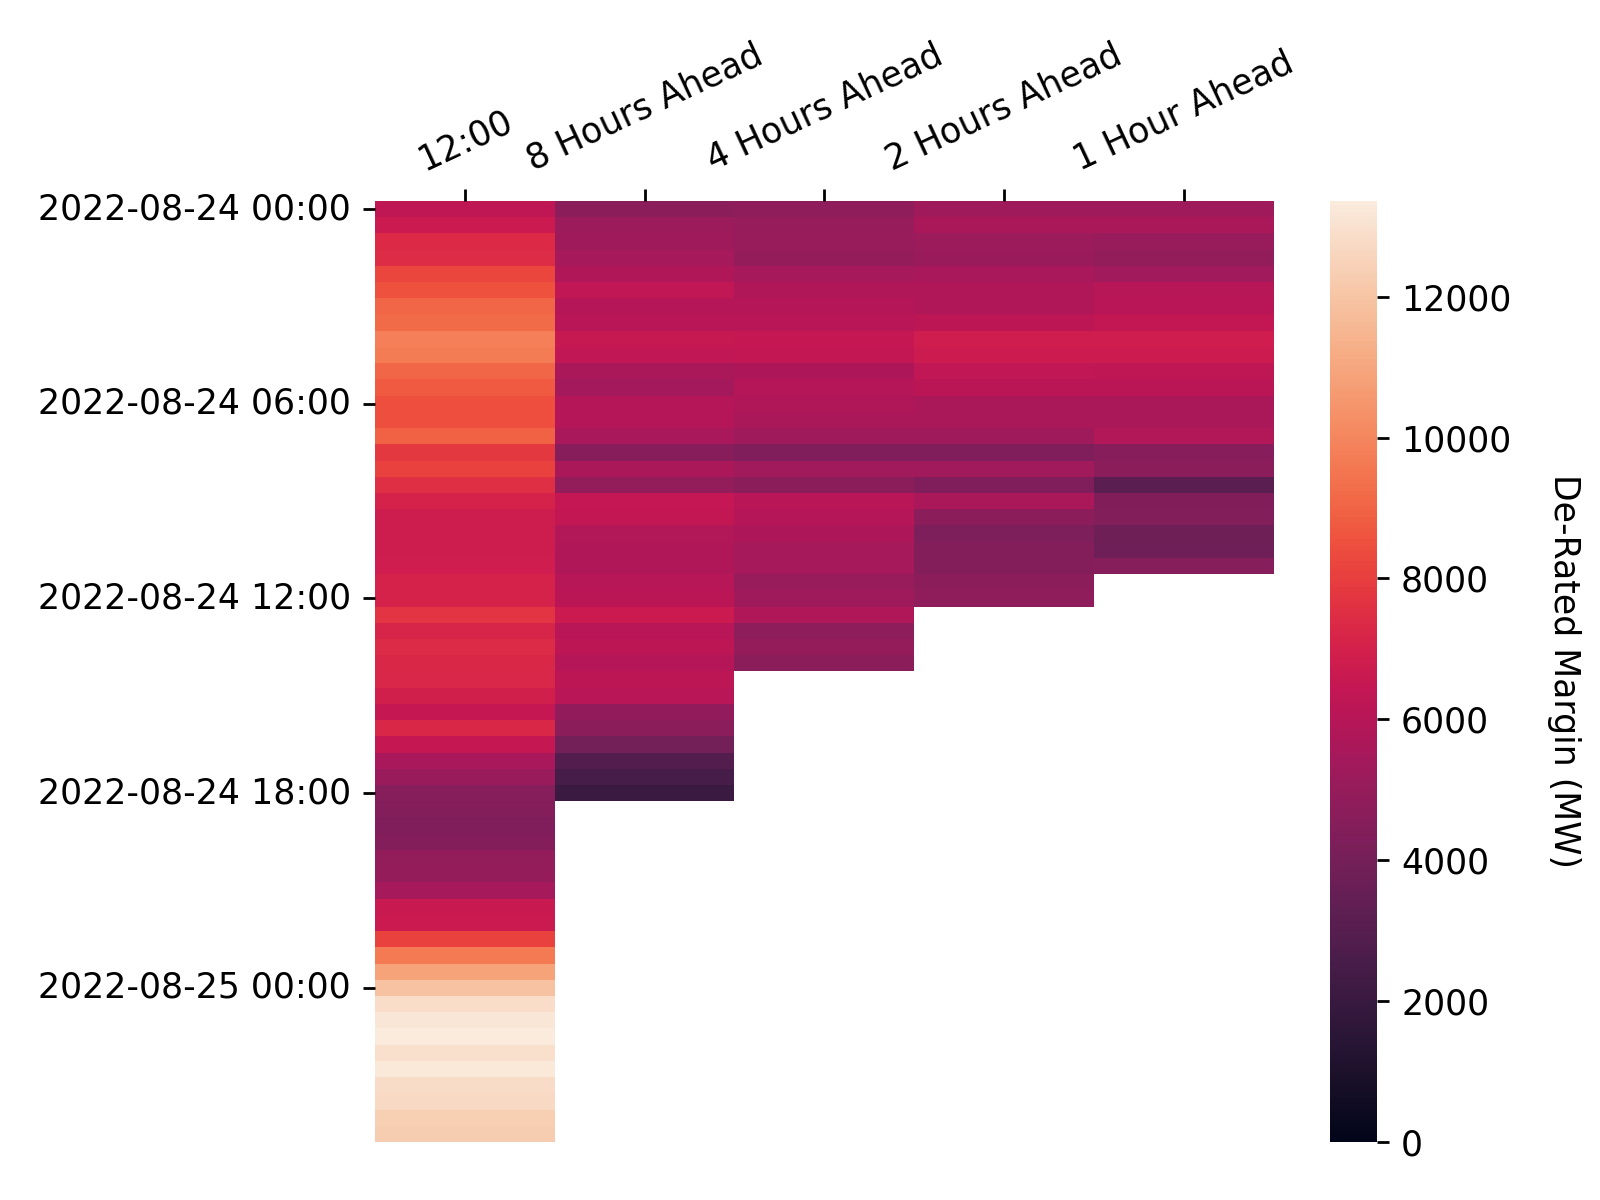 12:00
8 Hours Ahead
4 Hours Ahead
2 Hours Ahead
1 Hour Ahead
2022-08-24 00:00
2022-08-24 06:00
2022-08-24 12:00
2022-08-24 18:00
2022-08-25 00:00
12000
10000
8000
6000
4000
2000
0
De-Rated Margin (MW)